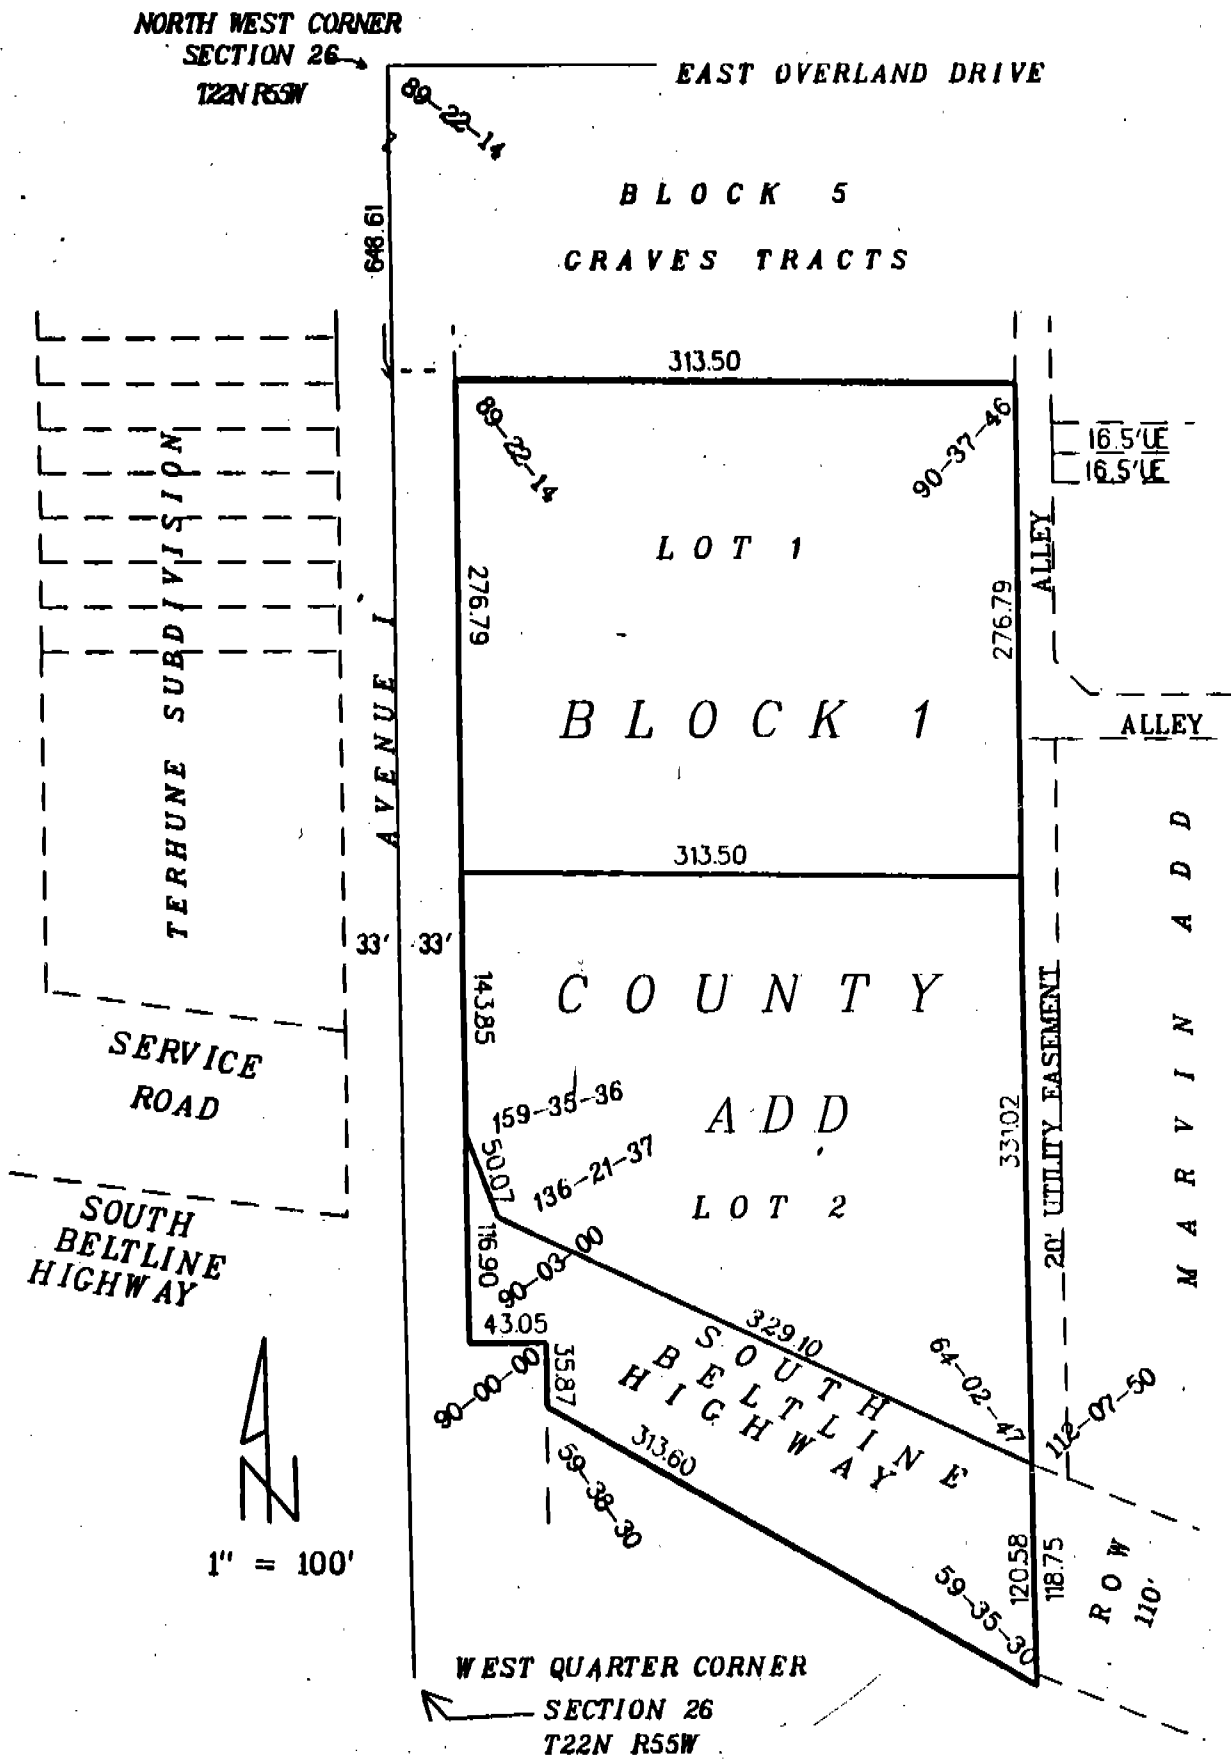 NORTH WEST CORNER
SECTION 26
T22N R55W
EAST OVERLAND DRIVE
89-22-14
BLOCK 5
GRAVES TRACTS
648.61
313.50
89-22-14
90-37-46
16.5'UE
16.5'UE
LOT 1
ALLEY
276.79
276.79
TERHUNE SUBDIVISION
AVENUE I
BLOCK 1
ALLEY
313.50
33'
33'
COUNTY
ADD
LOT 2
143.85
MARVIN ADD
20' UTILITY EASEMENT
331.02
SERVICE
ROAD
159-35-36
50.07
136-21-37
SOUTH
BELTLINE
HIGHWAY
116.90
90-03-00
43.05
329.10
SOUTH
BELTLINE
HIGHWAY
35.87
90-00-00
64-02-47
112-07-50
313.60
59-38-30
1" = 100'
120.58
118.75
ROW
110'
59-35-30
WEST QUARTER CORNER
SECTION 26
T22N R55W